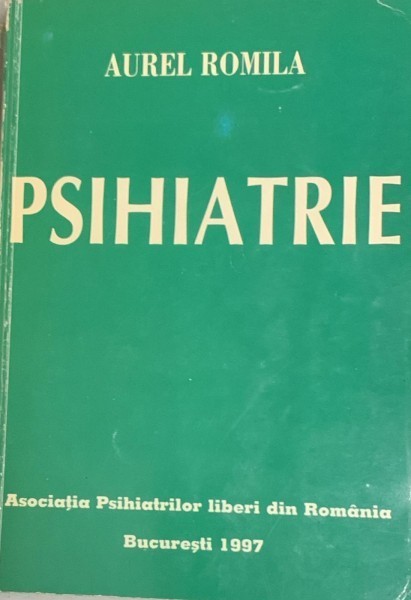 AUREL ROMILA
PSIHIATRIE
Asociaţia Psihiatrilor liberi din România
Bucureşti 1997